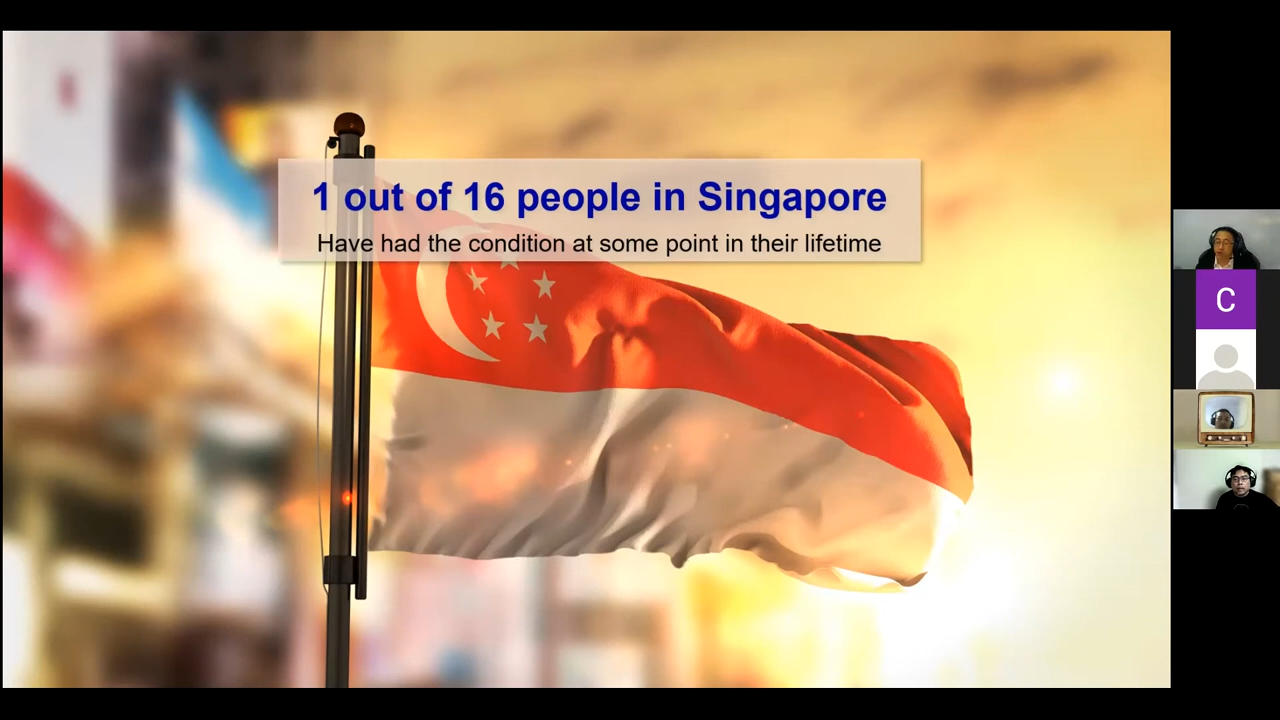 1 out of 16 people in Singapore
Have had the condition at some point in their lifetime
C